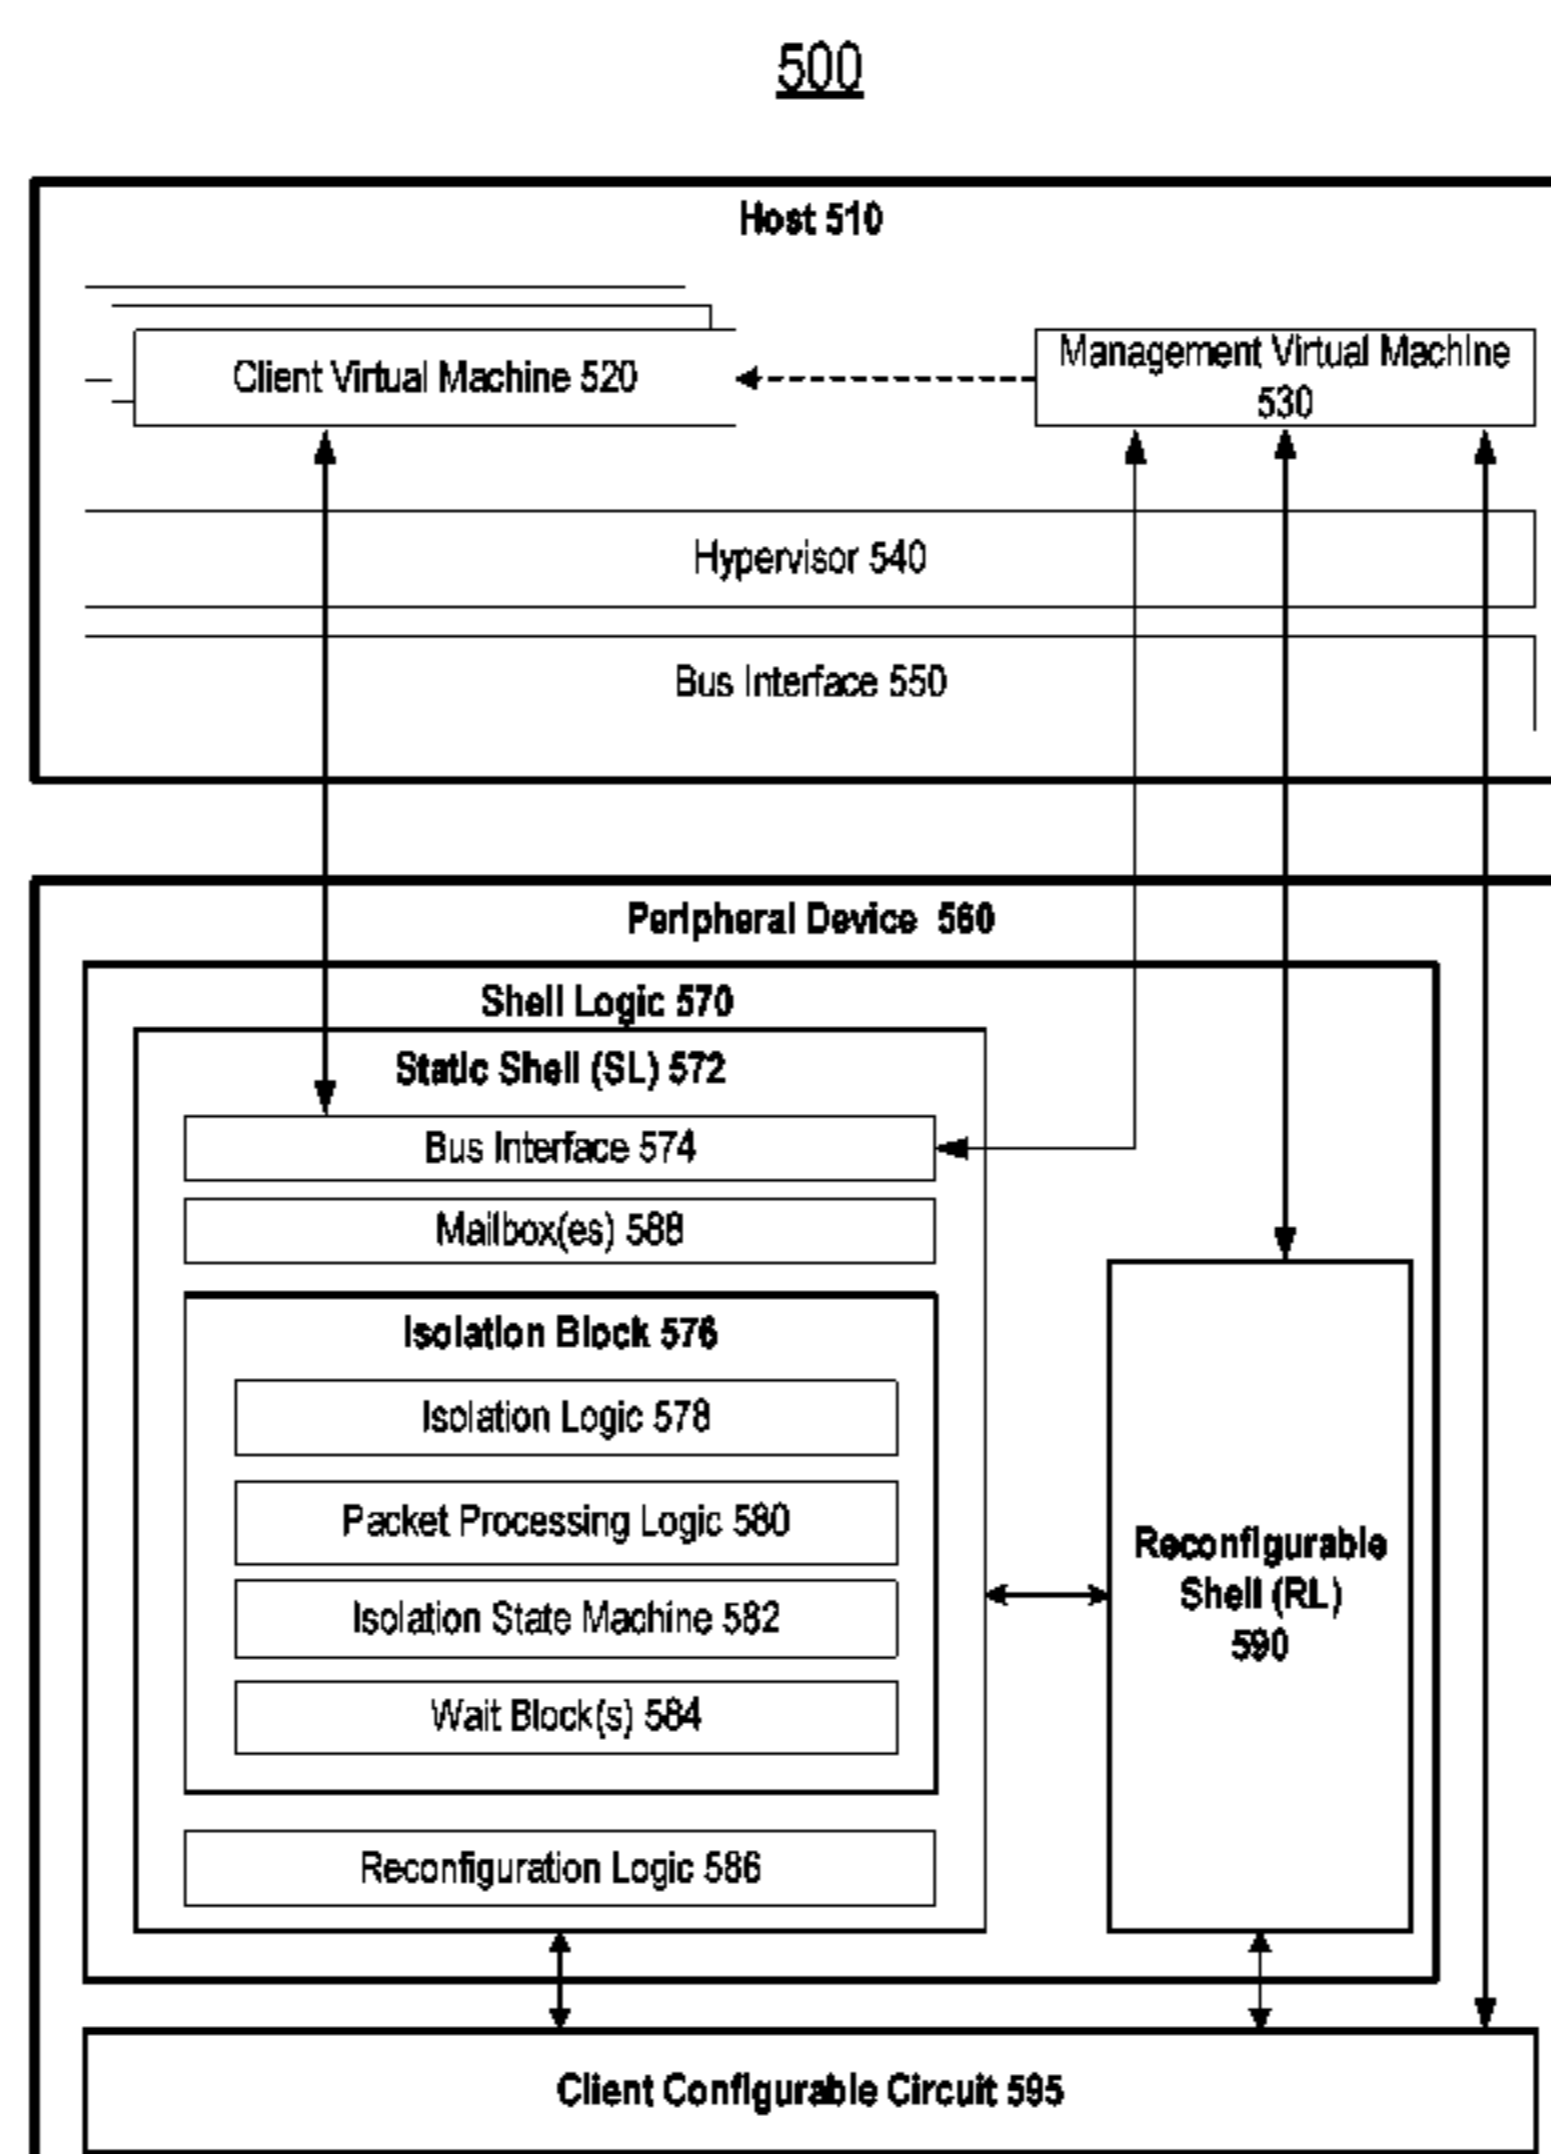 500
Host 510
Client Virtual Machine 520
Management Virtual Machine
530
Hypervisor 540
Bus Interface 550
Peripheral Device 560
Shell Logic 570
Static Shell (SL) 572
Bus Interface 574
Mailbox(es) 588
Isolation Block 576
Isolation Logic 578
Packet Processing Logic 580
Isolation State Machine 582
Wait Block(s) 584
Reconfiguration Logic 586
Reconfigurable
Shell (RL)
590
Client Configurable Circuit 595